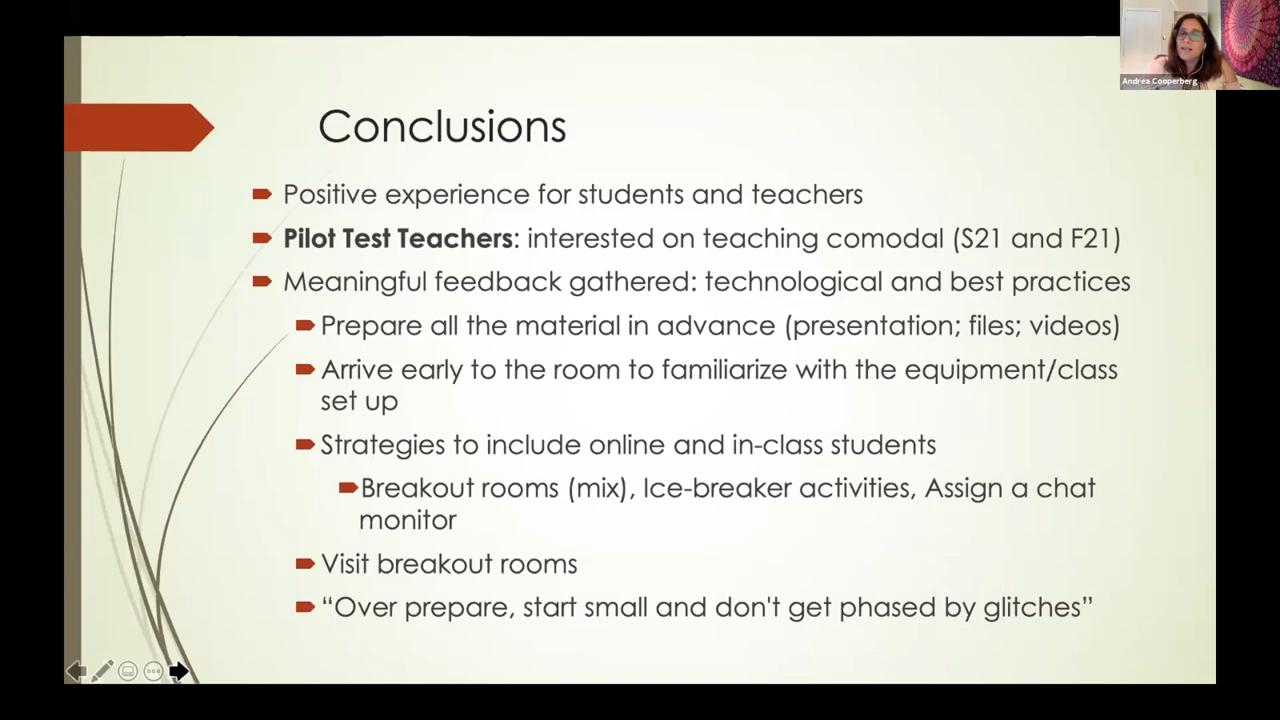 Andrea Cooperberg
Conclusions
Positive experience for students and teachers
Pilot Test Teachers: interested on teaching comodal (S21 and F21)
Meaningful feedback gathered: technological and best practices
Prepare all the material in advance (presentation; files; videos)
Arrive early to the room to familiarize with the equipment/class
set up
Strategies to include online and in-class students
Breakout rooms (mix), Ice-breaker activities, Assign a chat
monitor
Visit breakout rooms
“Over prepare, start small and don't get phased by glitches”